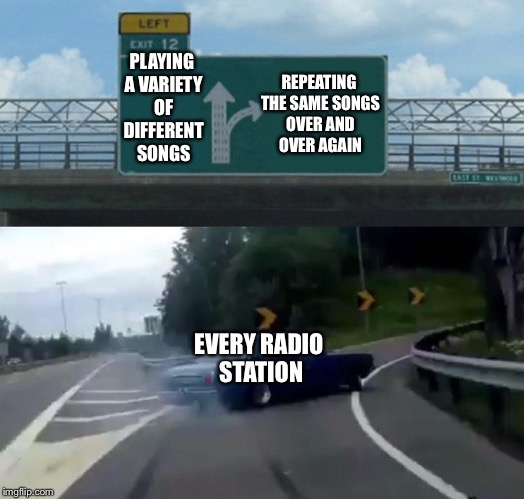 LEFT
EXIT 12
PLAYING
A VARIETY
OF
DIFFERENT
SONGS
REPEATING
THE SAME SONGS
OVER AND
OVER AGAIN
EVERY RADIO
STATION
imgflip.com